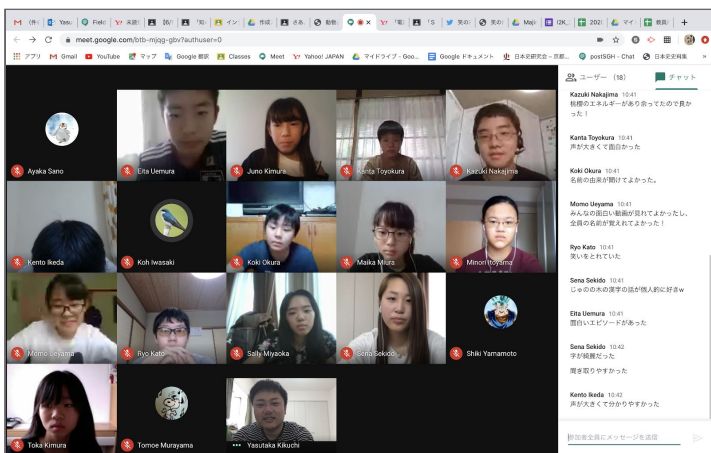 meet.google.com/btb-mjqg-gbv?authuser=0
アプリ
Gmail
YouTube
マップ
Google 翻訳
Classes
Meet
Yahoo! JAPAN
マイドライブ - Goo...
Google ドキュメント
日本史研究会 – 京都...
postSGH - Chat
日本史史料集
»
Ayaka Sano
Eita Uemura
Juno Kimura
Kanta Toyokura
Kazuki Nakajima
Kento Ikeda
Koh Iwasaki
Koki Okura
Maika Miura
Minori Itoyama
Momo Ueyama
Ryo Kato
Sally Miyaoka
Sena Sekido
Shiki Yamamoto
Toka Kimura
Tomoe Murayama
Yasutaka Kikuchi
ユーザー (18)
チャット
Kazuki Nakajima 10:41
桃櫻のエネルギーがあり余ってたので良か
った!
Kanta Toyokura 10:41
声が大きくて面白かった
Koki Okura 10:41
名前の由来が聞けてよかった。
Momo Ueyama 10:41
みんなの面白い動画が見れてよかったし、
全員の名前が覚えれてよかった!
Ryo Kato 10:41
笑いをとれていた
Sena Sekido 10:41
じゅのの木の漢字の話が個人的に好きw
Eita Uemura 10:41
面白いエピソードがあった
Sena Sekido 10:42
字が綺麗だった
聞き取りやすかった
Kento Ikeda 10:42
声が大きくて分かりやすかった
参加者全員にメッセージを送信